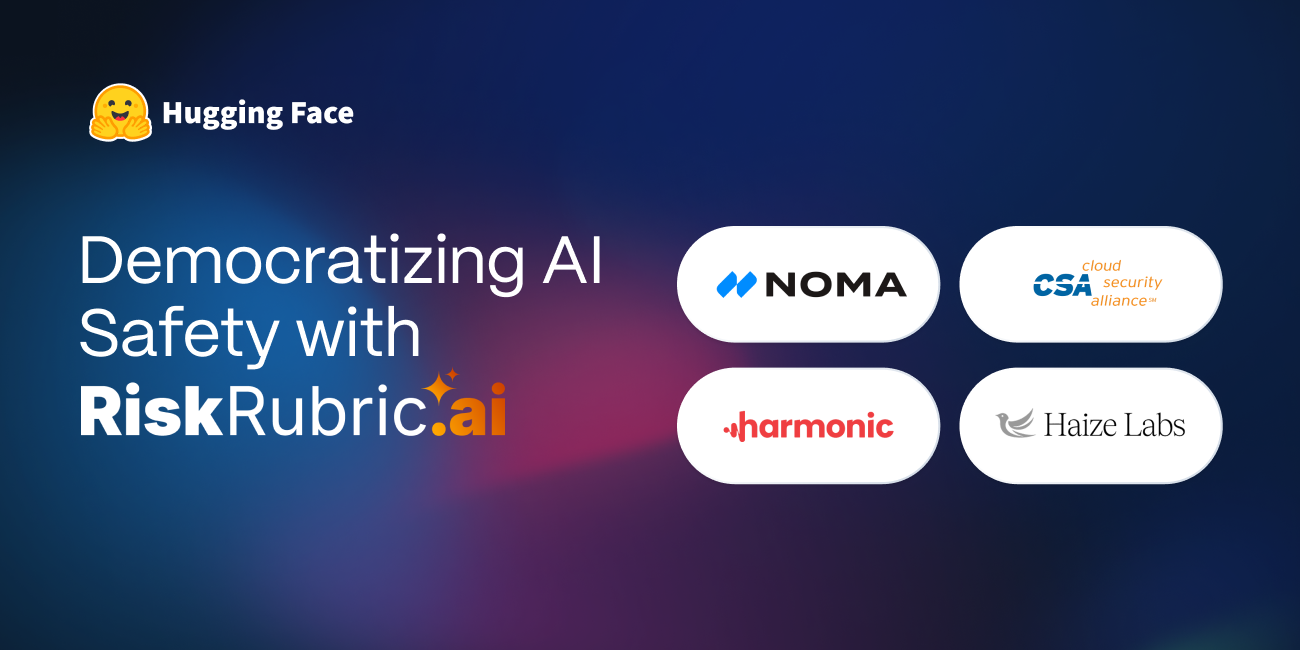 Hugging Face
Democratizing AI
Safety with
RiskRubric.ai
NOMA
CSA cloud
security
alliance℠
harmonic
Haize Labs